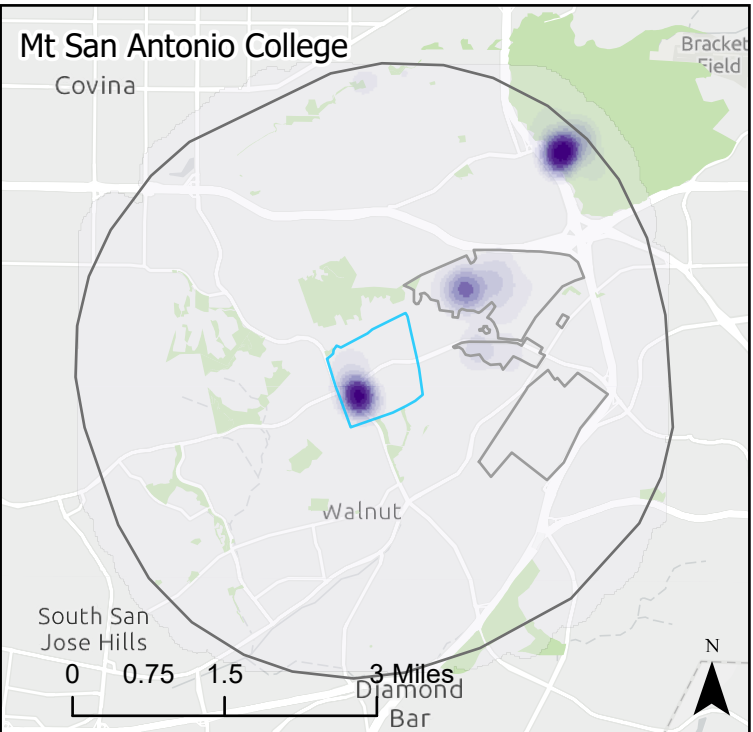 Mt San Antonio College
Covina
Bracket
Field
Walnut
South San
Jose Hills
0 0.75 1.5 3 Miles
Diamond
Bar
N